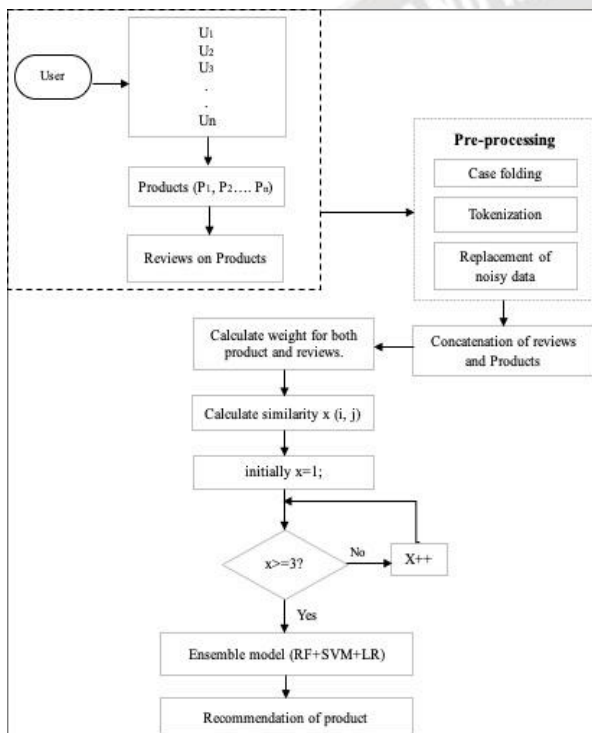 User
U1
U2
U3
.
.
Un
Products (P1, P2…. Pn)
Reviews on Products
Pre-processing
Case folding
Tokenization
Replacement of
noisy data
Concatenation of reviews
and Products
Calculate weight for both
product and reviews.
Calculate similarity x (i, j)
initially x=1;
x>=3?
No
X++
Yes
Ensemble model (RF+SVM+LR)
Recommendation of product